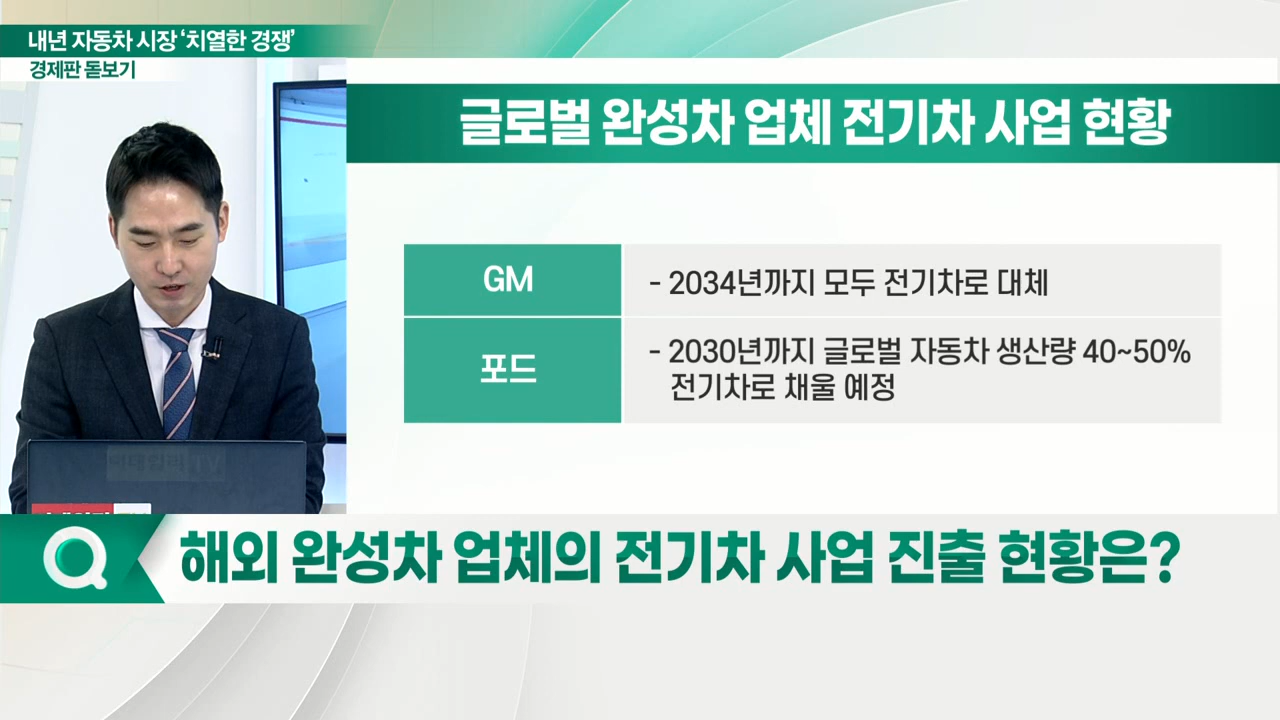 내년 자동차 시장 ‘치열한 경쟁’
경제판 돋보기
글로벌 완성차 업체 전기차 사업 현황
GM
- 2034년까지 모두 전기차로 대체
포드
- 2030년까지 글로벌 자동차 생산량 40~50%
전기차로 채울 예정
TV
해외 완성차 업체의 전기차 사업 진출 현황은?